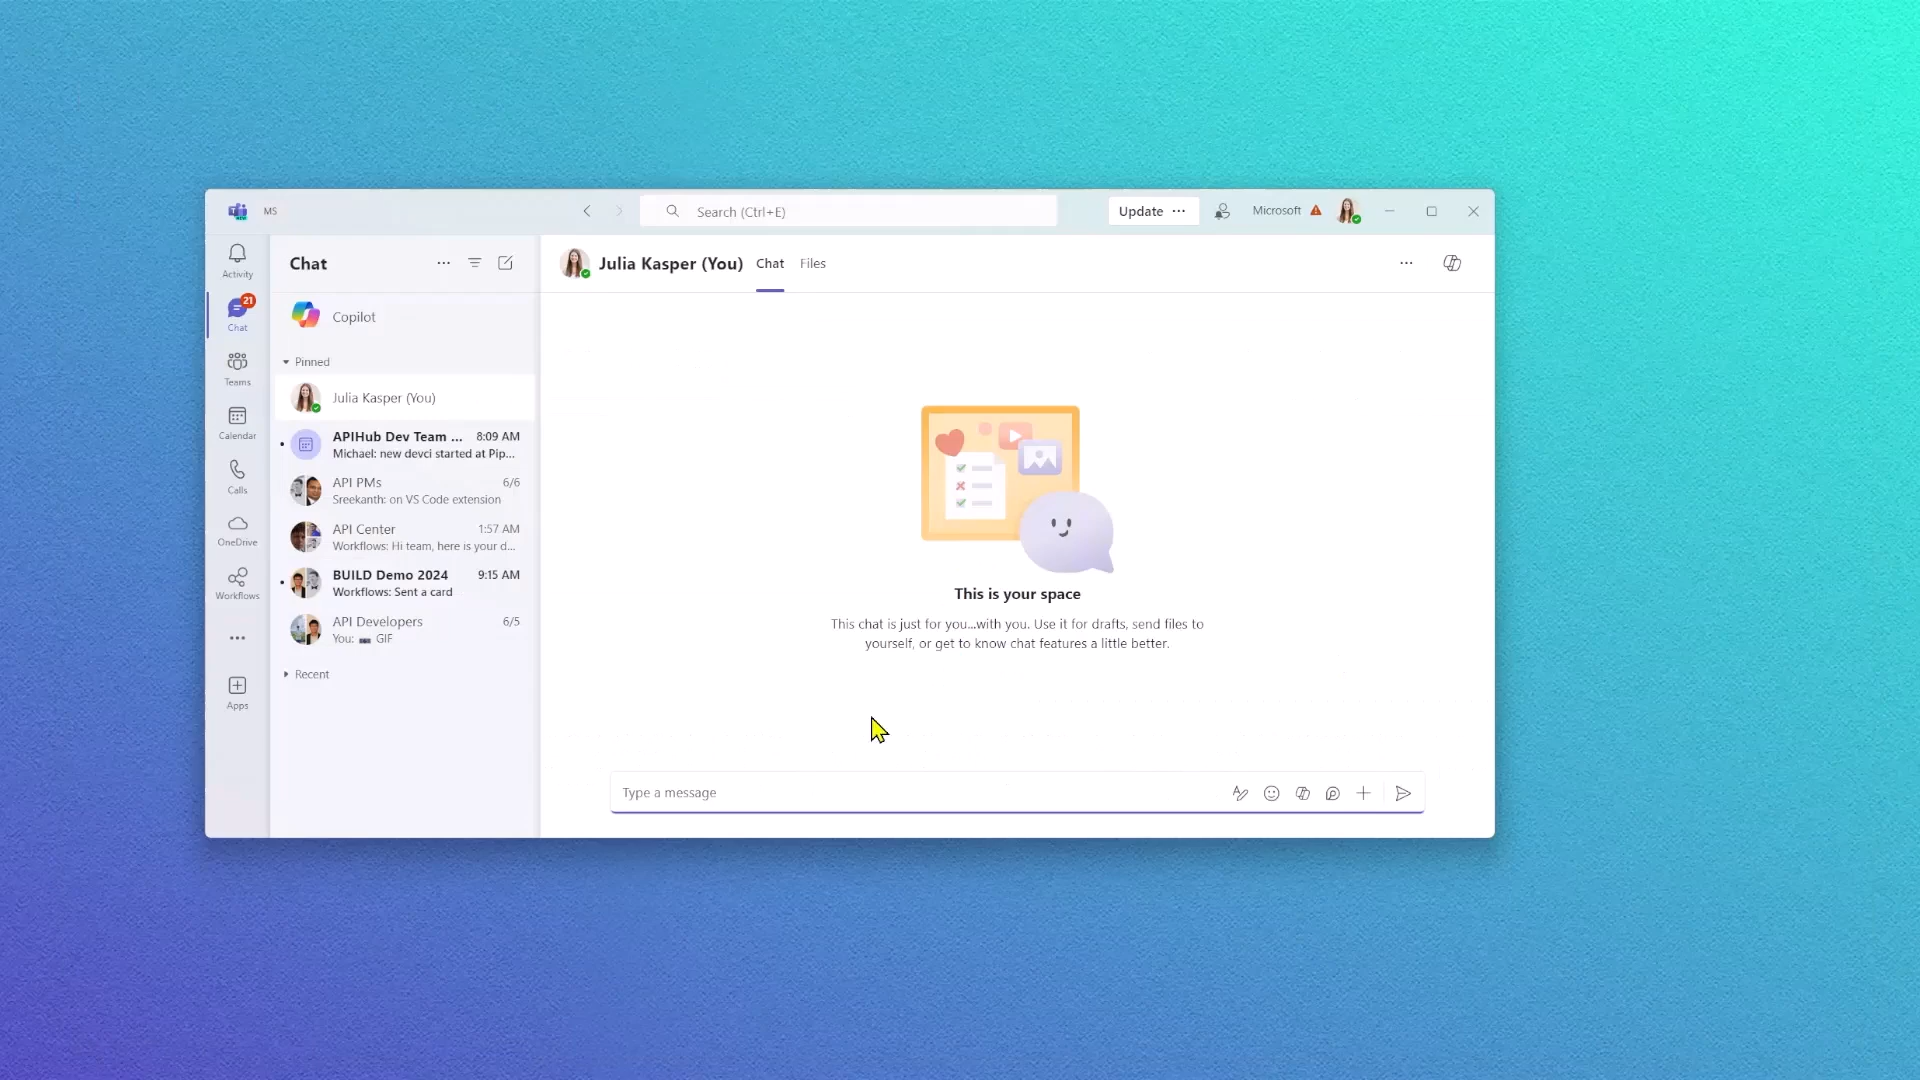 MS
Search (Ctrl+E)
Update
Microsoft
Activity
21
Chat
Teams
Calendar
Calls
OneDrive
Workflows
Apps
Chat
Copilot
Pinned
Julia Kasper (You)
APIHub Dev Team ... 8:09 AM
Michael: new devci started at Pip...
API PMs 6/6
Sreekanth: on VS Code extension
API Center 1:57 AM
Workflows: Hi team, here is your d...
BUILD Demo 2024 9:15 AM
Workflows: Sent a card
API Developers 6/5
You: GIF
Recent
Julia Kasper (You) Chat Files
This is your space
This chat is just for you...with you. Use it for drafts, send files to
yourself, or get to know chat features a little better.
Type a message